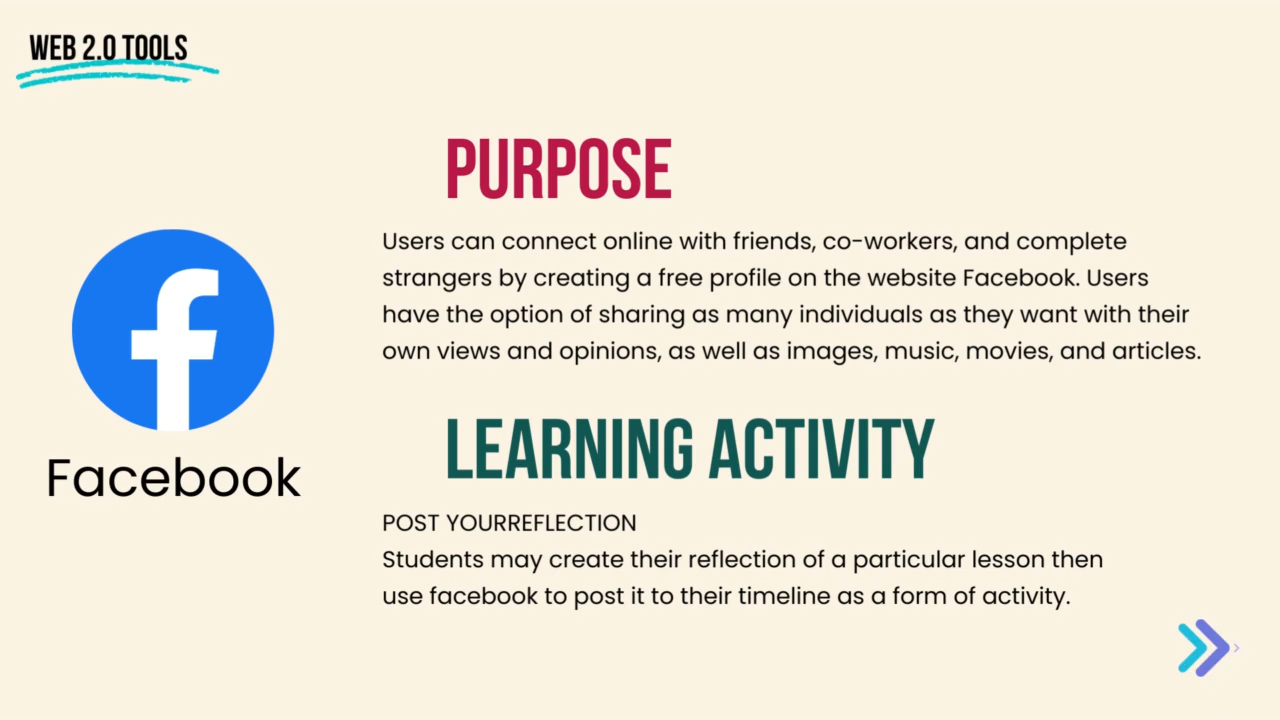 WEB 2.0 TOOLS
PURPOSE
Users can connect online with friends, co-workers, and complete
strangers by creating a free profile on the website Facebook. Users
have the option of sharing as many individuals as they want with their
own views and opinions, as well as images, music, movies, and articles.
Facebook
LEARNING ACTIVITY
POST YOURREFLECTION
Students may create their reflection of a particular lesson then
use facebook to post it to their timeline as a form of activity.